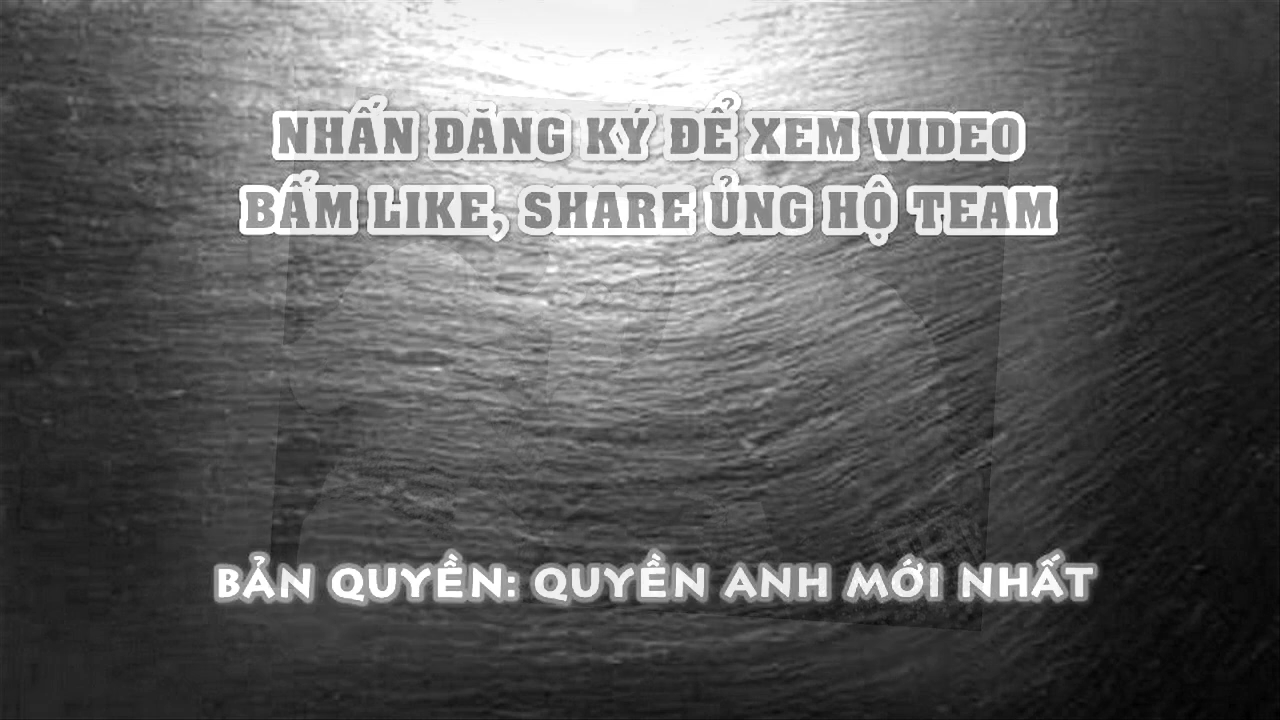 NHẤN ĐĂNG KÝ ĐỂ XEM VIDEO
BẤM LIKE, SHARE ỦNG HỘ TEAM
BẢN QUYỀN: QUYỀN ANH MỚI NHẤT